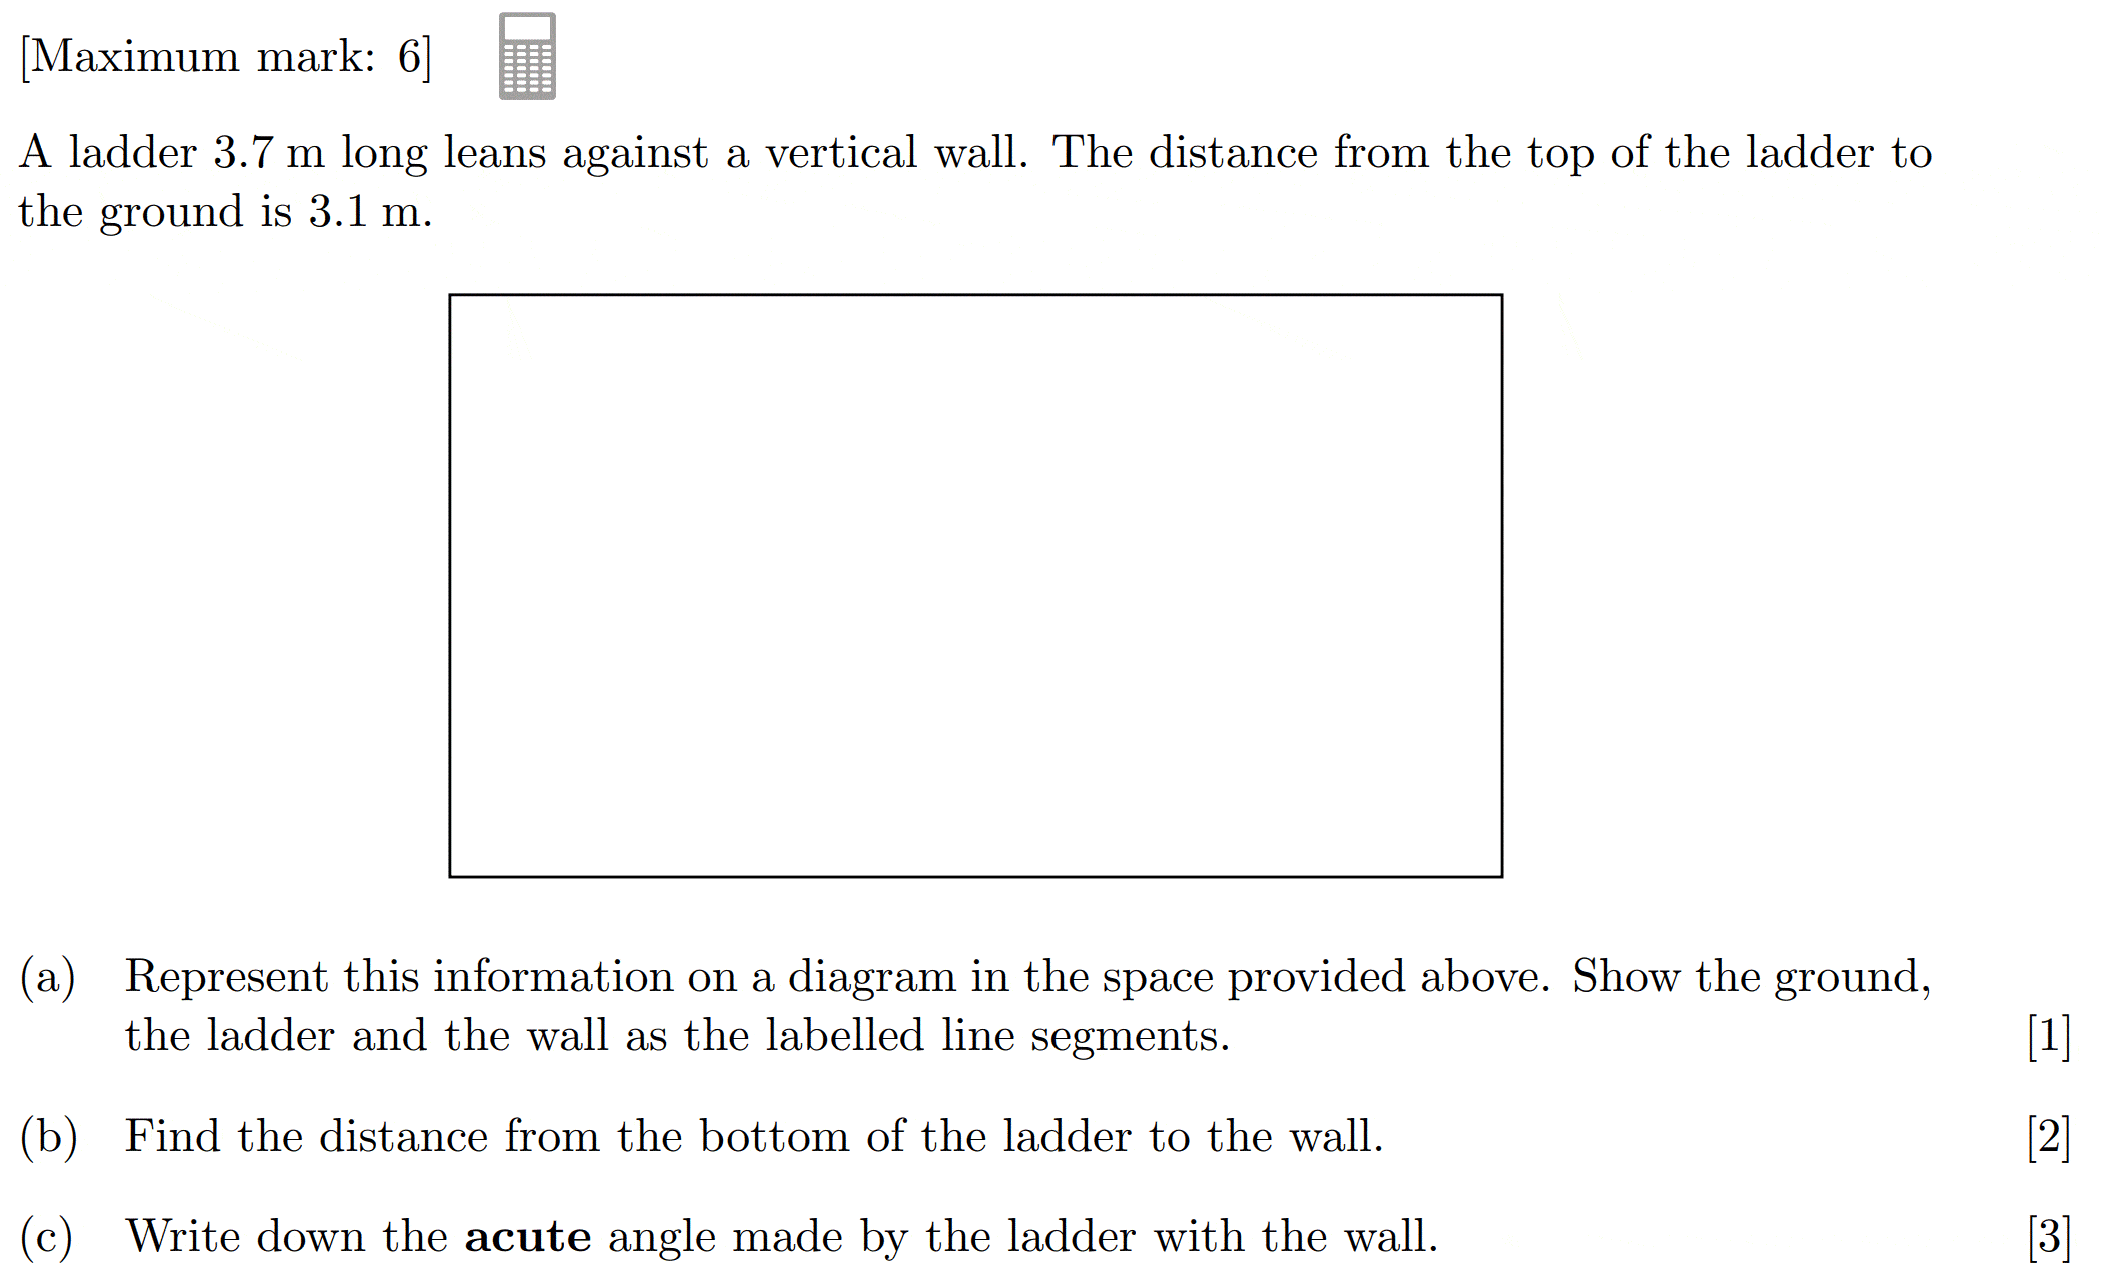 [Maximum mark: 6]
A ladder 3.7 m long leans against a vertical wall. The distance from the top of the ladder to
the ground is 3.1 m.
(a) Represent this information on a diagram in the space provided above. Show the ground,
the ladder and the wall as the labelled line segments. [1]
(b) Find the distance from the bottom of the ladder to the wall. [2]
(c) Write down the acute angle made by the ladder with the wall. [3]